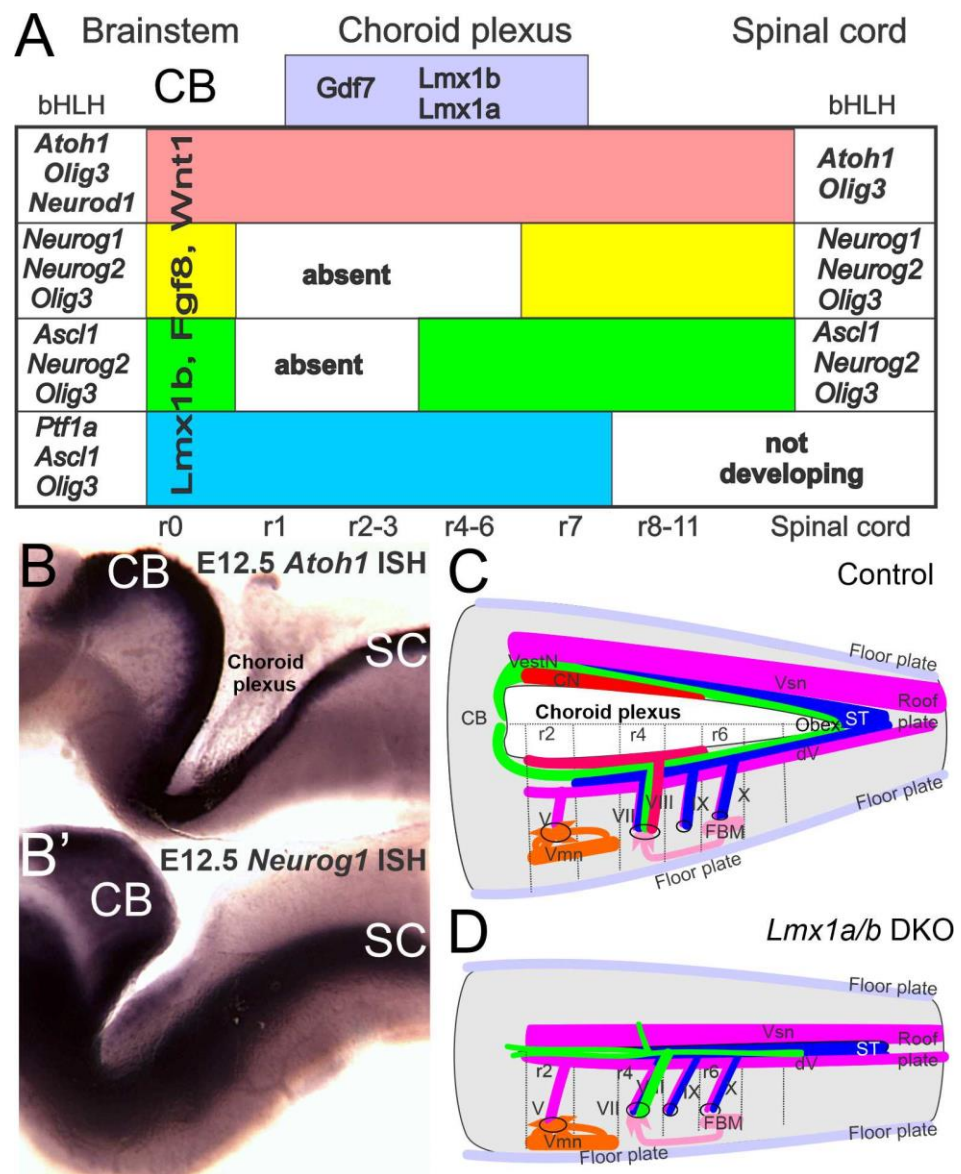 A
Brainstem
Choroid plexus
Spinal cord
bHLH
CB
Gdf7
Lmx1b
Lmx1a
bHLH
Atoh1
Olig3
Neurod1
Atoh1
Olig3
Neurog1
Neurog2
Olig3
absent
Neurog1
Neurog2
Olig3
Ascl1
Neurog2
Olig3
absent
Ascl1
Neurog2
Olig3
Ptf1a
Ascl1
Olig3
not
developing
Lmx1b, Fgf8, Wnt1
r0 r1 r2-3 r4-6 r7 r8-11 Spinal cord
B
CB
E12.5 Atoh1 ISH
Choroid
plexus
SC
B'
CB
E12.5 Neurog1 ISH
SC
C
Control
Floor plate
VestN
CN
Vsn
Roof
plate
CB
Choroid plexus
Obex
ST
r2 r4 r6
dV
V
VII
VIII
X
X
Vmn
FBM
Floor plate
Floor plate
D
Lmx1a/b DKO
Floor plate
Vsn
Roof
plate
ST
r2 r4 r6
dV
V
VII
VII
IX
X
Vmn
FBM
Floor plate
Floor plate